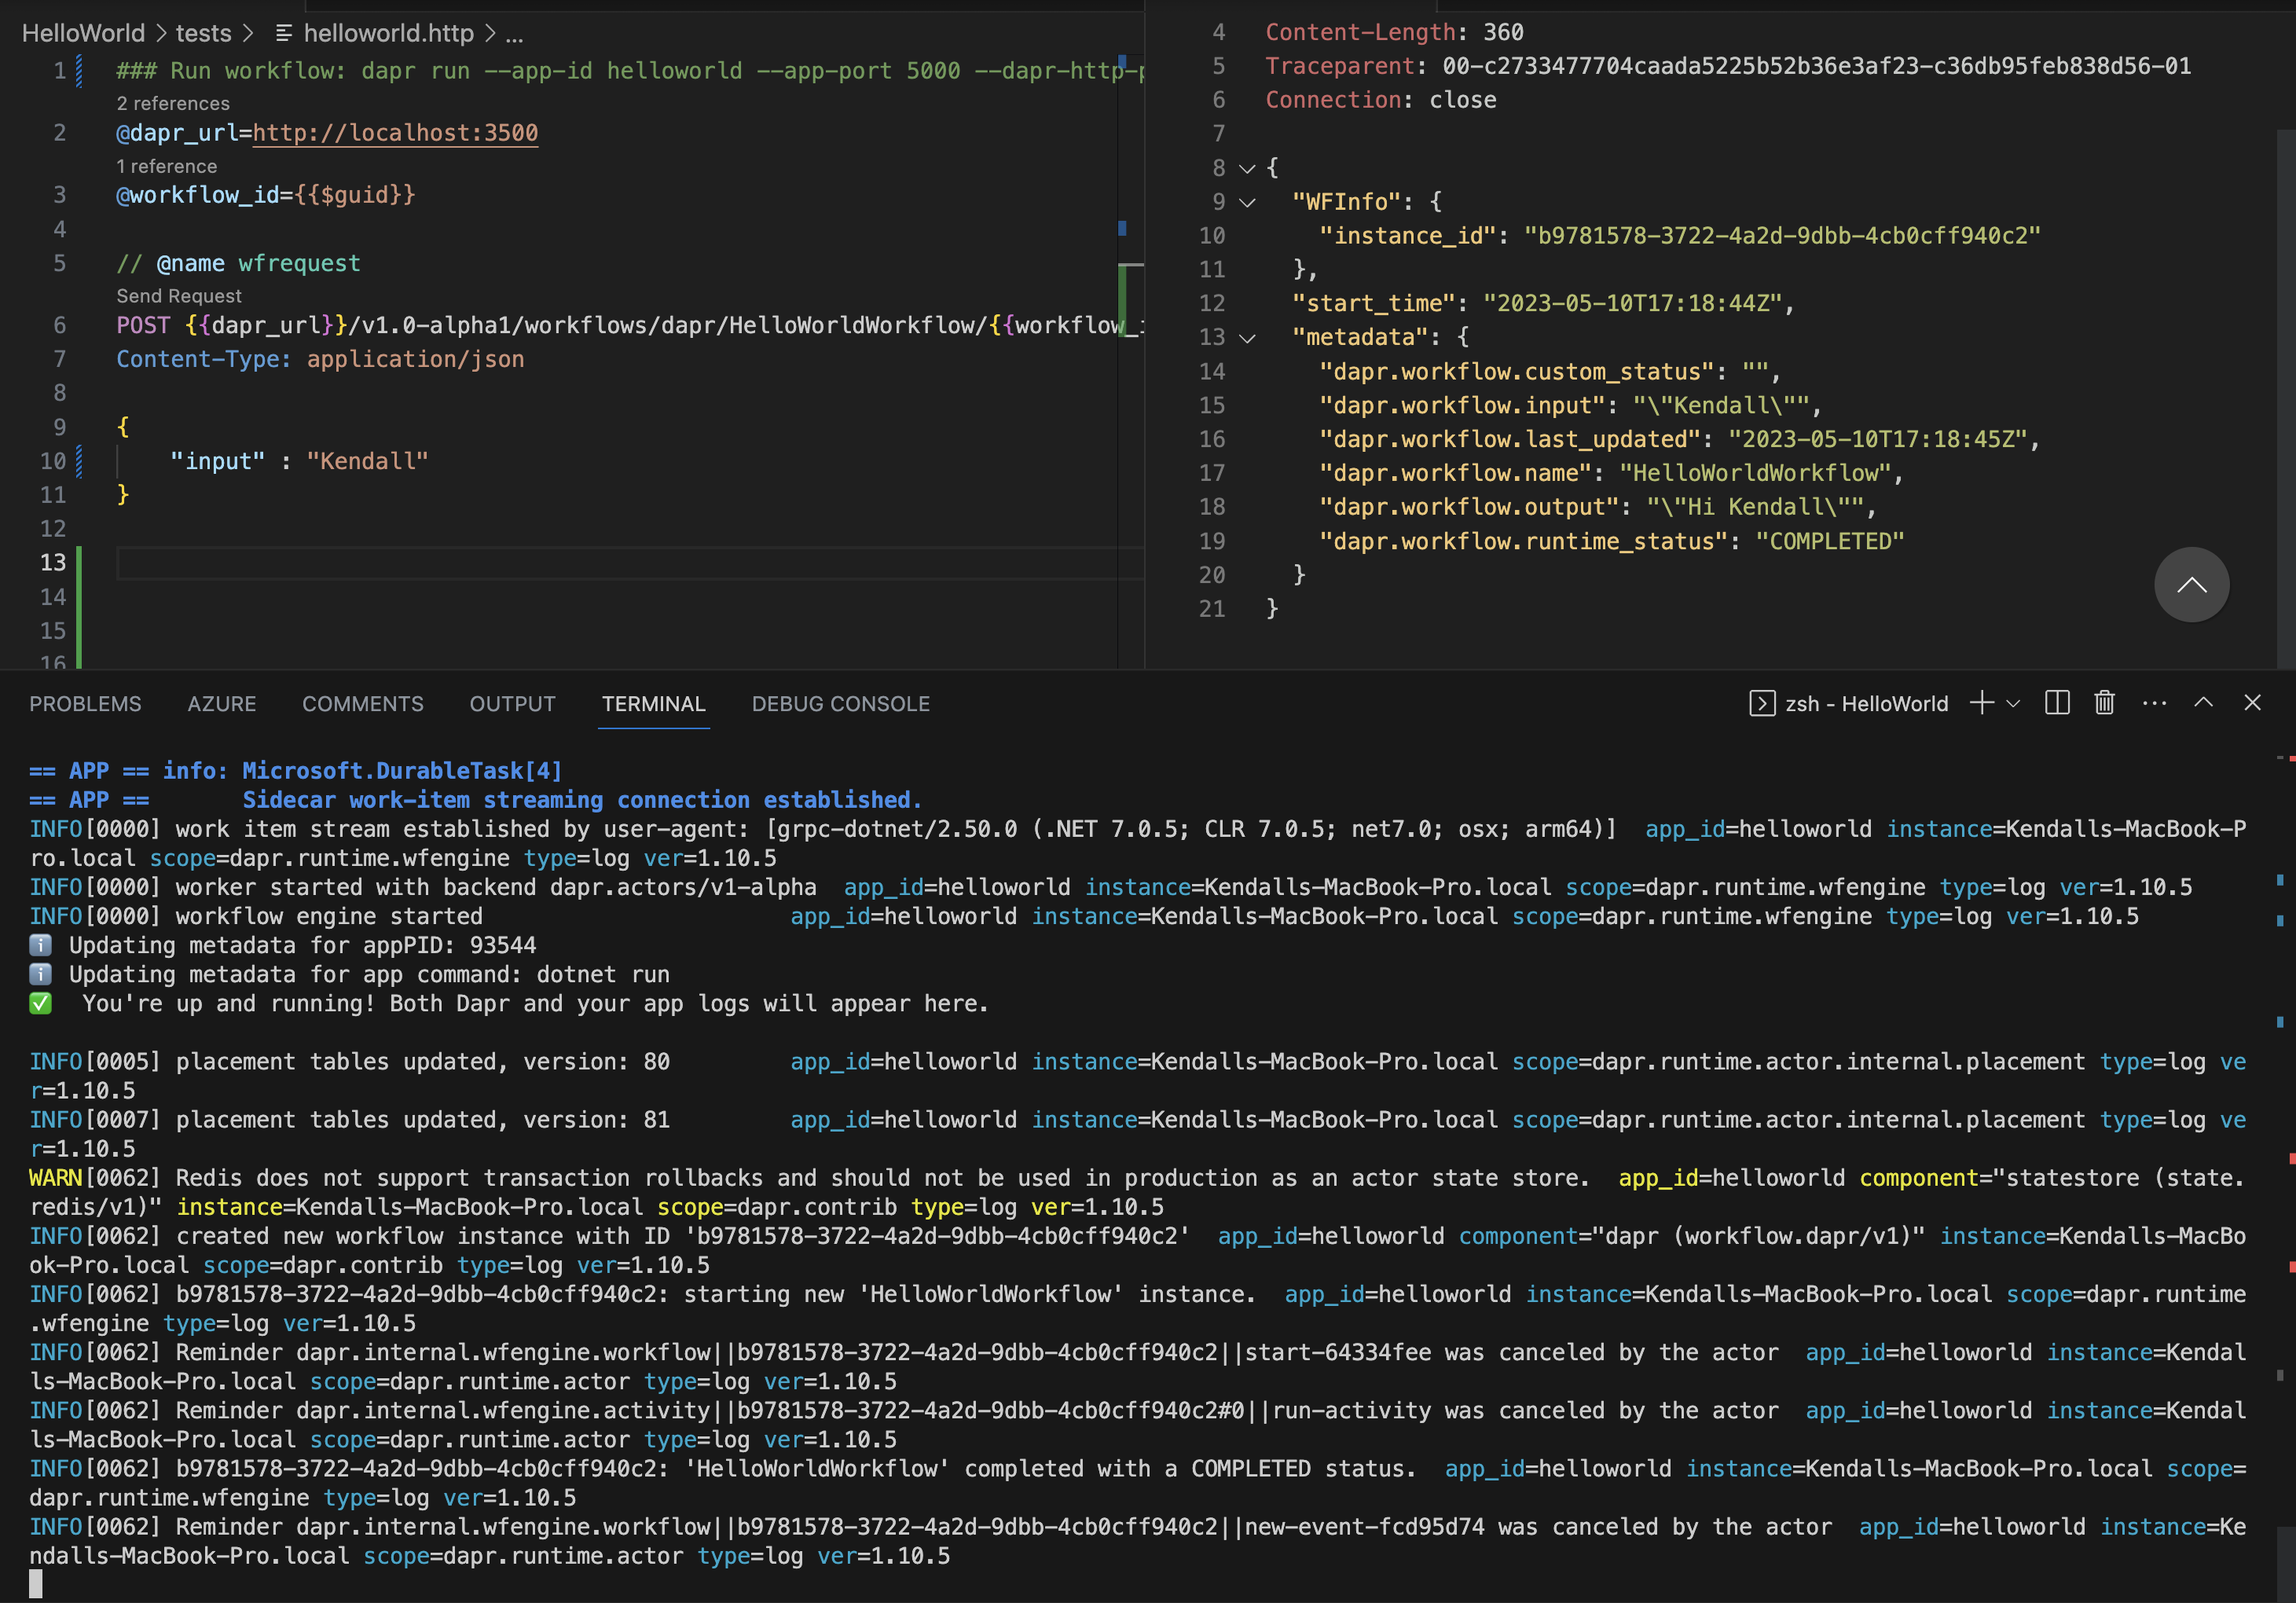 HelloWorld > tests > helloworld.http > ...
1 ### Run workflow: dapr run --app-id helloworld --app-port 5000 --dapr-http-p
2 references
2 @dapr_url=http://localhost:3500
1 reference
3 @workflow_id={{$guid}}
4
5 // @name wfrequest
Send Request
6 POST {{dapr_url}}/v1.0-alpha1/workflows/dapr/HelloWorldWorkflow/{{workflow_i
7 Content-Type: application/json
8
9 {
10 "input" : "Kendall"
11 }
12
13
14
15
16
4 Content-Length: 360
5 Traceparent: 00-c2733477704caada5225b52b36e3af23-c36db95feb838d56-01
6 Connection: close
7
8 {
9 "WFInfo": {
10 "instance_id": "b9781578-3722-4a2d-9dbb-4cb0cff940c2"
11 },
12 "start_time": "2023-05-10T17:18:44Z",
13 "metadata": {
14 "dapr.workflow.custom_status": "",
15 "dapr.workflow.input": "\"Kendall\"",
16 "dapr.workflow.last_updated": "2023-05-10T17:18:45Z",
17 "dapr.workflow.name": "HelloWorldWorkflow",
18 "dapr.workflow.output": "\"Hi Kendall\"",
19 "dapr.workflow.runtime_status": "COMPLETED"
20 }
21 }
PROBLEMS AZURE COMMENTS OUTPUT TERMINAL DEBUG CONSOLE zsh - HelloWorld
== APP == info: Microsoft.DurableTask[4]
== APP == Sidecar work-item streaming connection established.
INFO[0000] work item stream established by user-agent: [grpc-dotnet/2.50.0 (.NET 7.0.5; CLR 7.0.5; net7.0; osx; arm64)] app_id=helloworld instance=Kendalls-MacBook-P
ro.local scope=dapr.runtime.wfengine type=log ver=1.10.5
INFO[0000] worker started with backend dapr.actors/v1-alpha app_id=helloworld instance=Kendalls-MacBook-Pro.local scope=dapr.runtime.wfengine type=log ver=1.10.5
INFO[0000] workflow engine started app_id=helloworld instance=Kendalls-MacBook-Pro.local scope=dapr.runtime.wfengine type=log ver=1.10.5
ℹ️ Updating metadata for appPID: 93544
ℹ️ Updating metadata for app command: dotnet run
✅ You're up and running! Both Dapr and your app logs will appear here.
INFO[0005] placement tables updated, version: 80 app_id=helloworld instance=Kendalls-MacBook-Pro.local scope=dapr.runtime.actor.internal.placement type=log ve
r=1.10.5
INFO[0007] placement tables updated, version: 81 app_id=helloworld instance=Kendalls-MacBook-Pro.local scope=dapr.runtime.actor.internal.placement type=log ve
r=1.10.5
WARN[0062] Redis does not support transaction rollbacks and should not be used in production as an actor state store. app_id=helloworld component="statestore (state.
redis/v1)" instance=Kendalls-MacBook-Pro.local scope=dapr.contrib type=log ver=1.10.5
INFO[0062] created new workflow instance with ID 'b9781578-3722-4a2d-9dbb-4cb0cff940c2' app_id=helloworld component="dapr (workflow.dapr/v1)" instance=Kendalls-MacBo
ok-Pro.local scope=dapr.contrib type=log ver=1.10.5
INFO[0062] b9781578-3722-4a2d-9dbb-4cb0cff940c2: starting new 'HelloWorldWorkflow' instance. app_id=helloworld instance=Kendalls-MacBook-Pro.local scope=dapr.runtime
.wfengine type=log ver=1.10.5
INFO[0062] Reminder dapr.internal.wfengine.workflow||b9781578-3722-4a2d-9dbb-4cb0cff940c2||start-64334fee was canceled by the actor app_id=helloworld instance=Kendal
ls-MacBook-Pro.local scope=dapr.runtime.actor type=log ver=1.10.5
INFO[0062] Reminder dapr.internal.wfengine.activity||b9781578-3722-4a2d-9dbb-4cb0cff940c2#0||run-activity was canceled by the actor app_id=helloworld instance=Kendal
ls-MacBook-Pro.local scope=dapr.runtime.actor type=log ver=1.10.5
INFO[0062] b9781578-3722-4a2d-9dbb-4cb0cff940c2: 'HelloWorldWorkflow' completed with a COMPLETED status. app_id=helloworld instance=Kendalls-MacBook-Pro.local scope=
dapr.runtime.wfengine type=log ver=1.10.5
INFO[0062] Reminder dapr.internal.wfengine.workflow||b9781578-3722-4a2d-9dbb-4cb0cff940c2||new-event-fcd95d74 was canceled by the actor app_id=helloworld instance=Ke
ndalls-MacBook-Pro.local scope=dapr.runtime.actor type=log ver=1.10.5